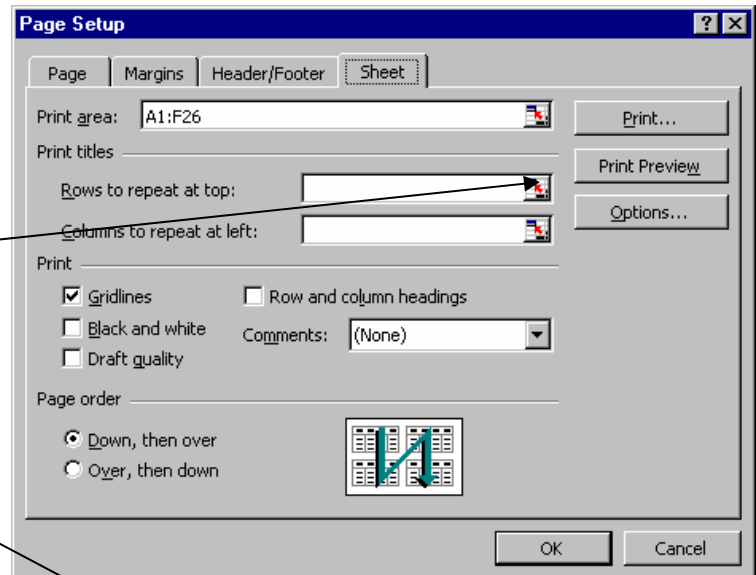 Page Setup
Page Margins Header/Footer Sheet
Print area: A1:F26
Print...
Print titles
Print Preview
Rows to repeat at top:
Options...
Columns to repeat at left:
Print
Gridlines Row and column headings
Black and white Comments: (None)
Draft quality
Page order
Down, then over
Over, then down
OK Cancel